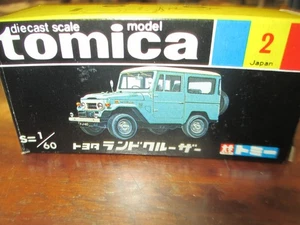 diecast scale model
tomica
2
Japan
S=1/60
トヨタ ランドクルーザー
トミー